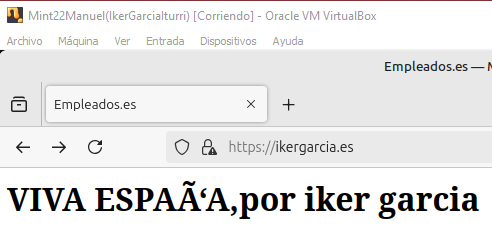 Mint22Manuel(IkerGarciaIturri) [Corriendo] - Oracle VM VirtualBox
Archivo Máquina Ver Entrada Dispositivos Ayuda
Empleados.es — M
Empleados.es
https://ikergarcia.es
VIVA ESPAÃ‘A,por iker garcia